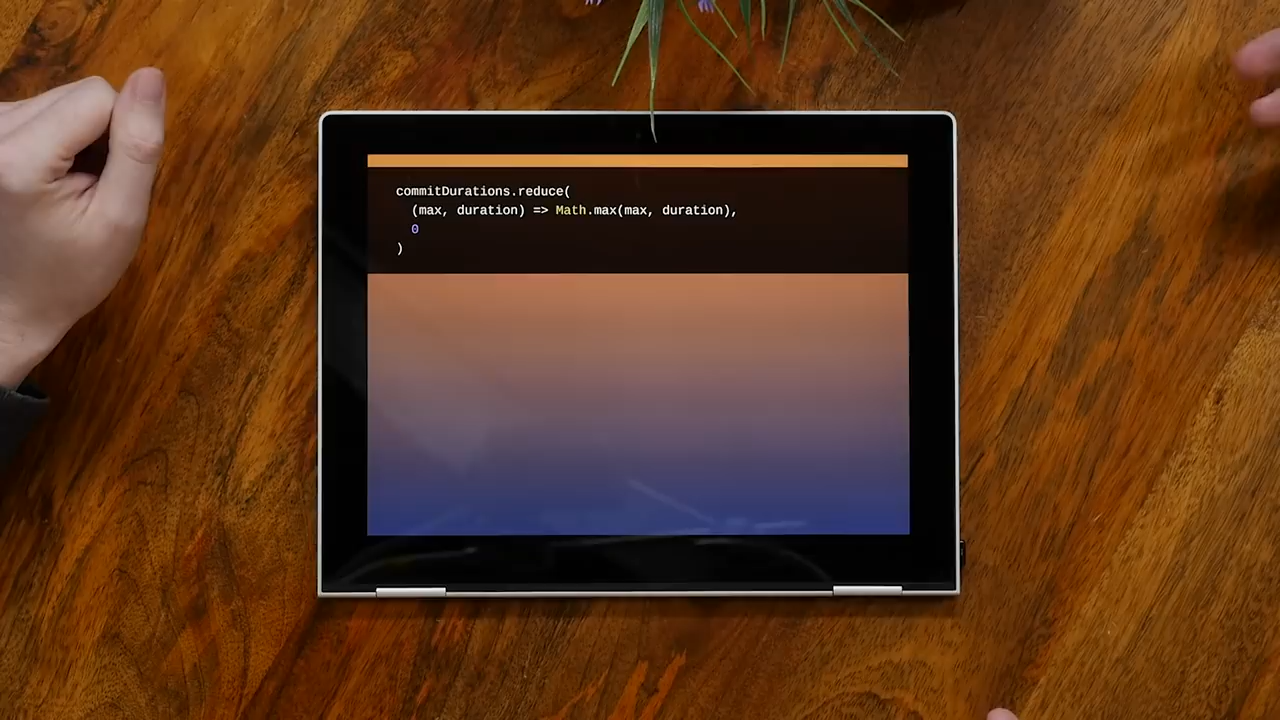 commitDurations.reduce(
(max, duration) => Math.max(max, duration),
0
)